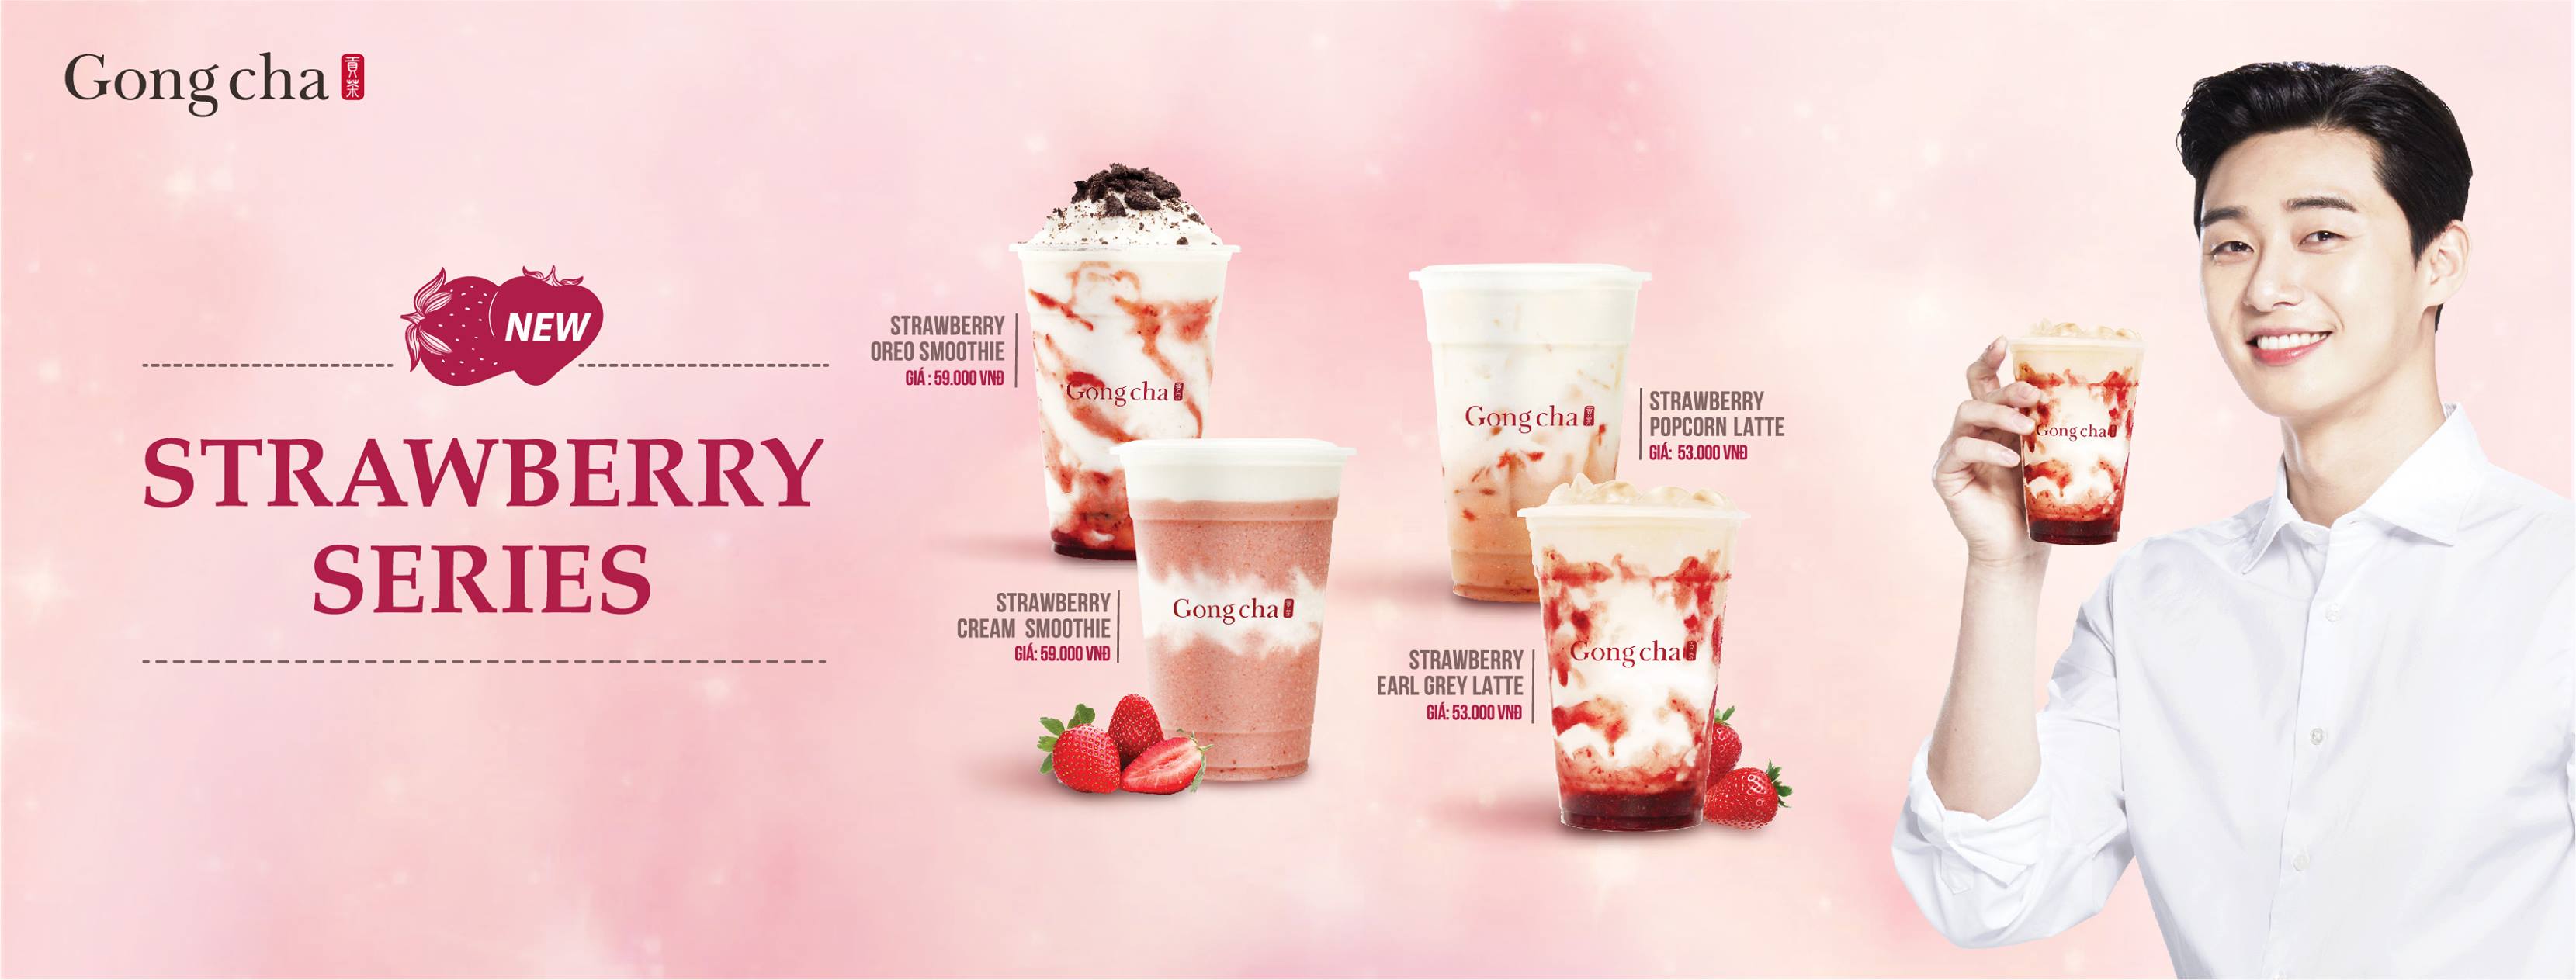 Gong cha 貢茶
NEW
STRAWBERRY
SERIES
STRAWBERRY
OREO SMOOTHIE
GIÁ : 59.000 VNĐ
Gong cha
STRAWBERRY
CREAM SMOOTHIE
GIÁ: 59.000 VNĐ
Gong cha
STRAWBERRY
POPCORN LATTE
GIÁ: 53.000 VNĐ
Gong cha
STRAWBERRY
EARL GREY LATTE
GIÁ: 53.000 VNĐ
Gong cha
Gong cha